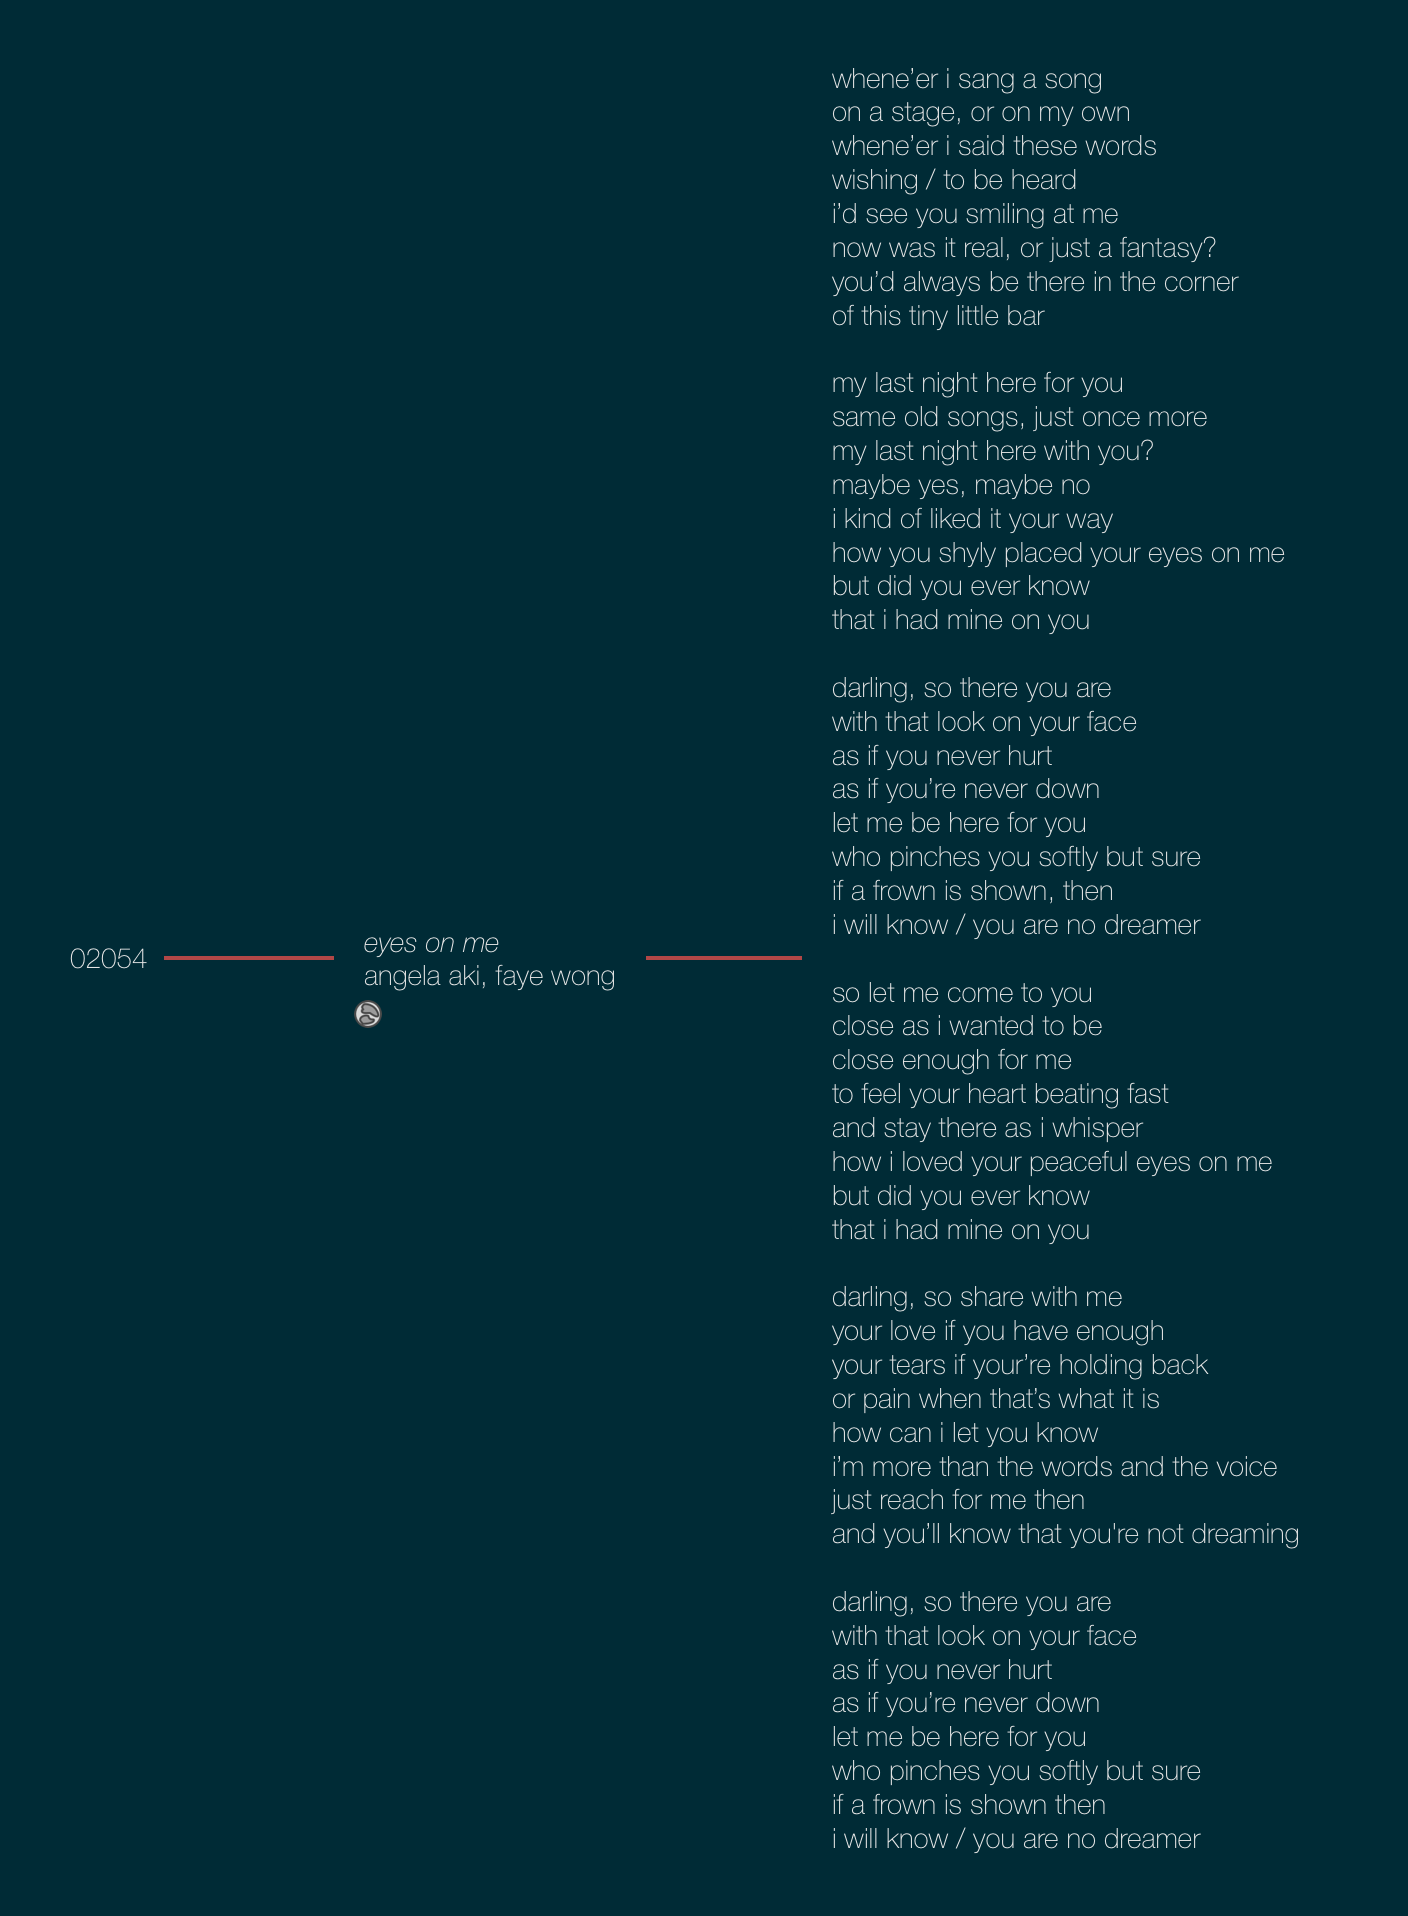 whene’er i sang a song
on a stage, or on my own
whene’er i said these words
wishing / to be heard
i’d see you smiling at me
now was it real, or just a fantasy?
you’d always be there in the corner
of this tiny little bar

my last night here for you
same old songs, just once more
my last night here with you?
maybe yes, maybe no
i kind of liked it your way
how you shyly placed your eyes on me
but did you ever know
that i had mine on you

darling, so there you are
with that look on your face
as if you never hurt
as if you’re never down
let me be here for you
who pinches you softly but sure
if a frown is shown, then
i will know / you are no dreamer

02054
eyes on me
angela aki, faye wong

so let me come to you
close as i wanted to be
close enough for me
to feel your heart beating fast
and stay there as i whisper
how i loved your peaceful eyes on me
but did you ever know
that i had mine on you

darling, so share with me
your love if you have enough
your tears if your’re holding back
or pain when that’s what it is
how can i let you know
i’m more than the words and the voice
just reach for me then
and you’ll know that you're not dreaming

darling, so there you are
with that look on your face
as if you never hurt
as if you’re never down
let me be here for you
who pinches you softly but sure
if a frown is shown then
i will know / you are no dreamer